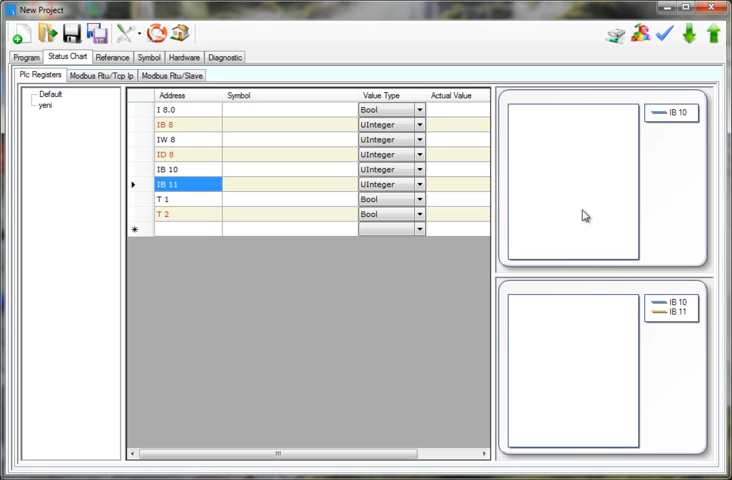 New Project
Program Status Chart Reference Symbol Hardware Diagnostic
Plc Registers Modbus Rtu/Tcp Ip Modbus Rtu/Slave
Default
yeni
Address Symbol Value Type Actual Value
I 8.0 Bool
IB 8 UInteger
IW 8 UInteger
ID 8 UInteger
IB 10 UInteger
IB 11 UInteger
T 1 Bool
T 2 Bool
IB 10
IB 10
IB 11